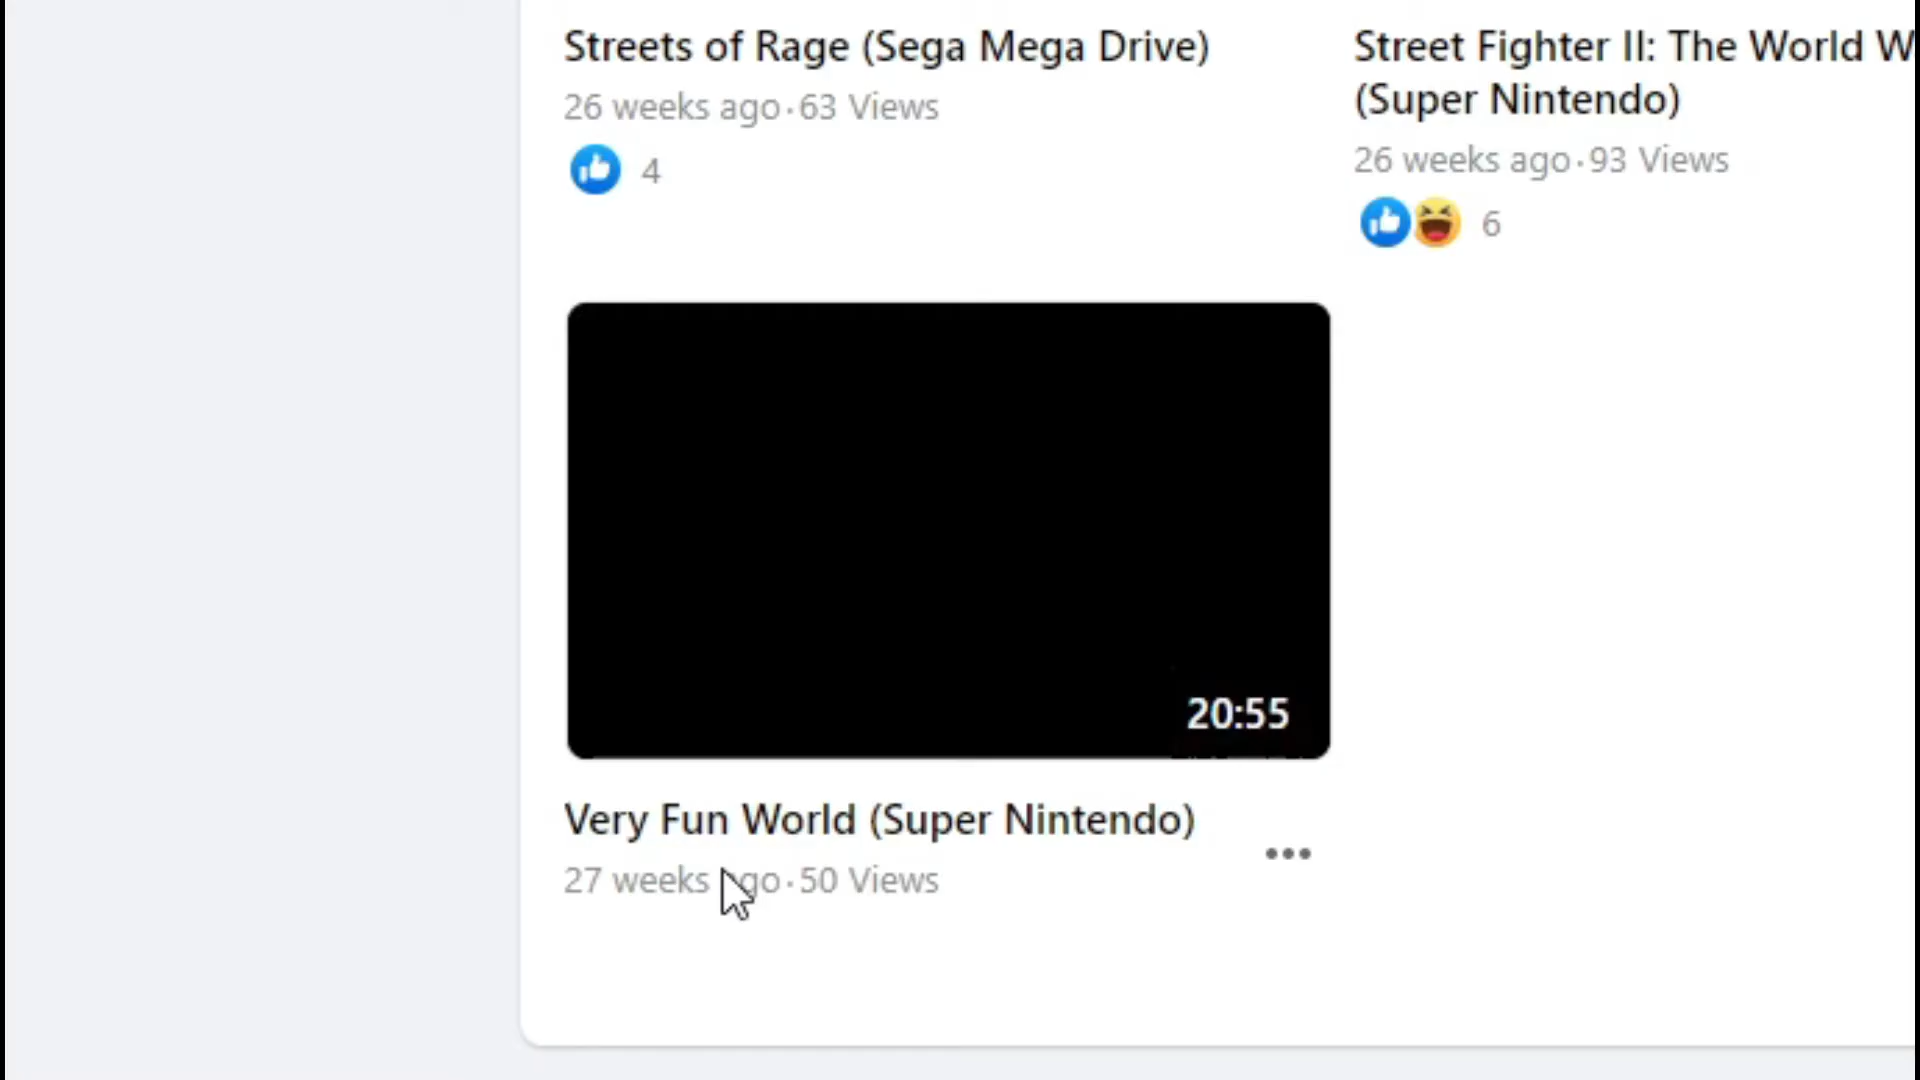 Streets of Rage (Sega Mega Drive)
26 weeks ago·63 Views
4
Street Fighter II: The World W
(Super Nintendo)
26 weeks ago·93 Views
6
20:55
Very Fun World (Super Nintendo)
27 weeks ago·50 Views